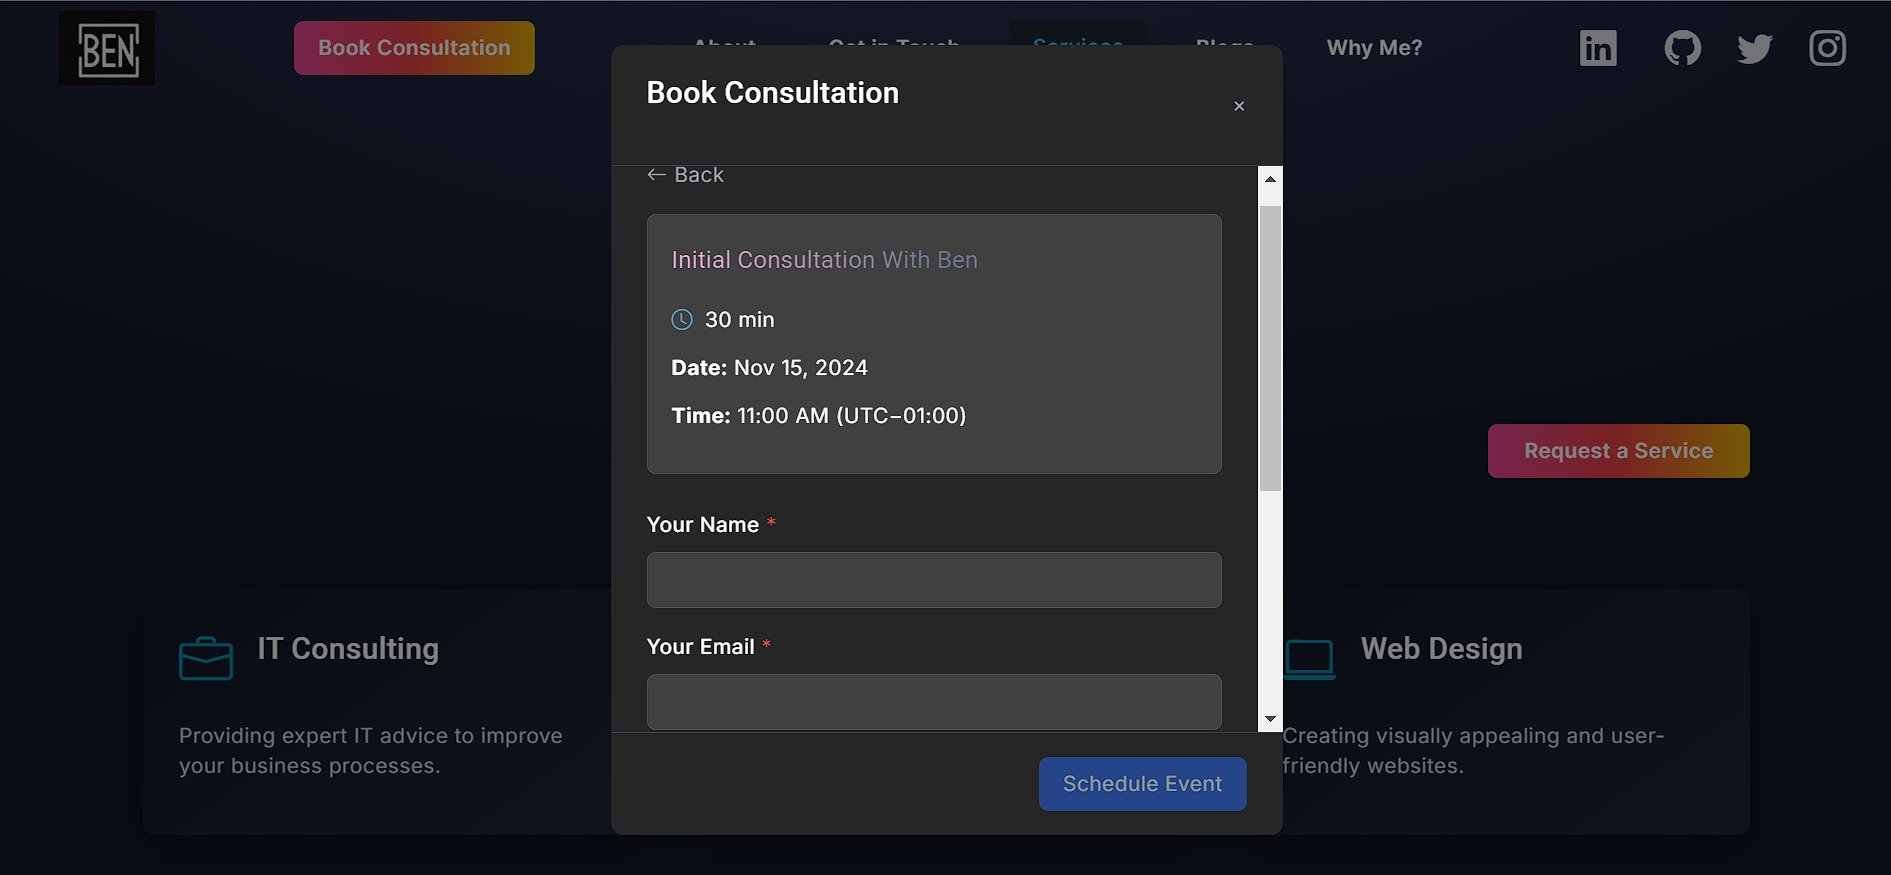 BEN
Book Consultation
About
Get in Touch
Services
Blogs
Why Me?
Book Consultation
×
← Back
Initial Consultation With Ben
30 min
Date: Nov 15, 2024
Time: 11:00 AM (UTC−01:00)
Your Name *
Your Email *
Schedule Event
Request a Service
IT Consulting
Providing expert IT advice to improve
your business processes.
Web Design
Creating visually appealing and user-
friendly websites.